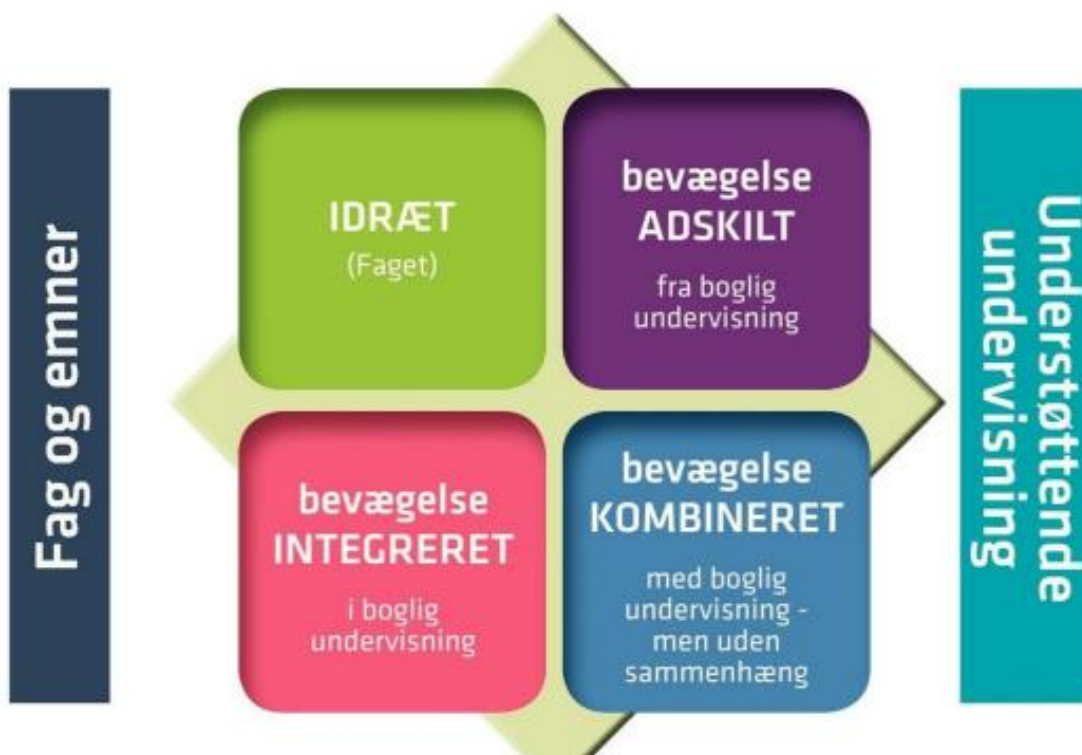 Fag og emner
IDRÆT
(Faget)
bevægelse
ADSKILT
fra boglig
undervisning
bevægelse
INTEGRERET
i boglig
undervisning
bevægelse
KOMBINERET
med boglig
undervisning -
men uden
sammenhæng
Understøttende
undervisning